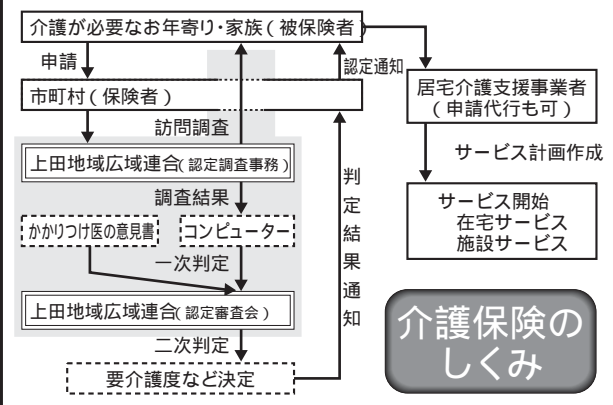 介護が必要なお年寄り・家族(被保険者)
申請
認定通知
市町村(保険者)
訪問調査
上田地域広域連合(認定調査事務)
調査結果
かかりつけ医の意見書
コンピューター
一次判定
上田地域広域連合(認定審査会)
二次判定
要介護度など決定
判定結果通知
居宅介護支援事業者
(申請代行も可)
サービス計画作成
サービス開始
在宅サービス
施設サービス
介護保険の
しくみ